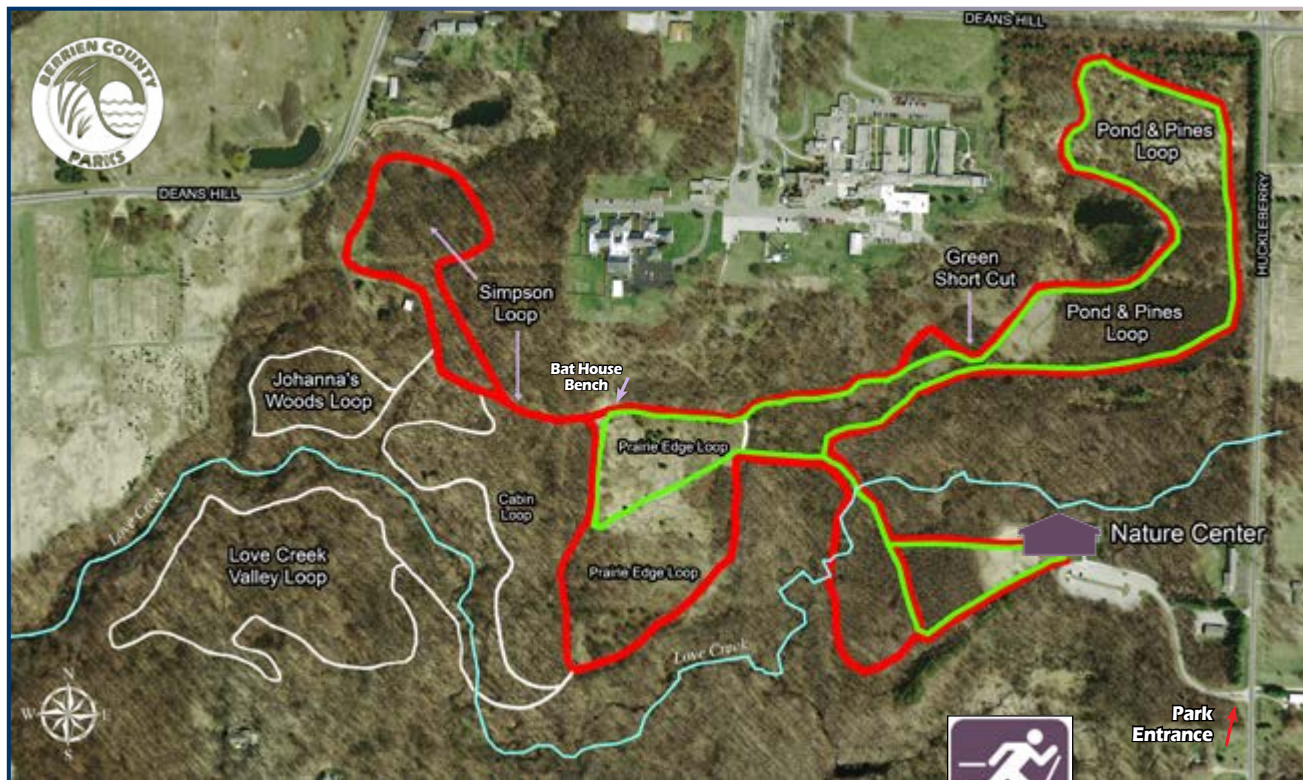 BERRIEN COUNTY
PARKS
DEANS HILL
DEANS HILL
HUCKLEBERRY
Pond & Pines
Loop
Green
Short Cut
Pond & Pines
Loop
Simpson
Loop
Bat House
Bench
Johanna's
Woods Loop
Prairie Edge Loop
Cabin
Loop
Love Creek
Nature Center
Love Creek
Valley Loop
Prairie Edge Loop
Love Creek
N
W
E
S
Park
Entrance